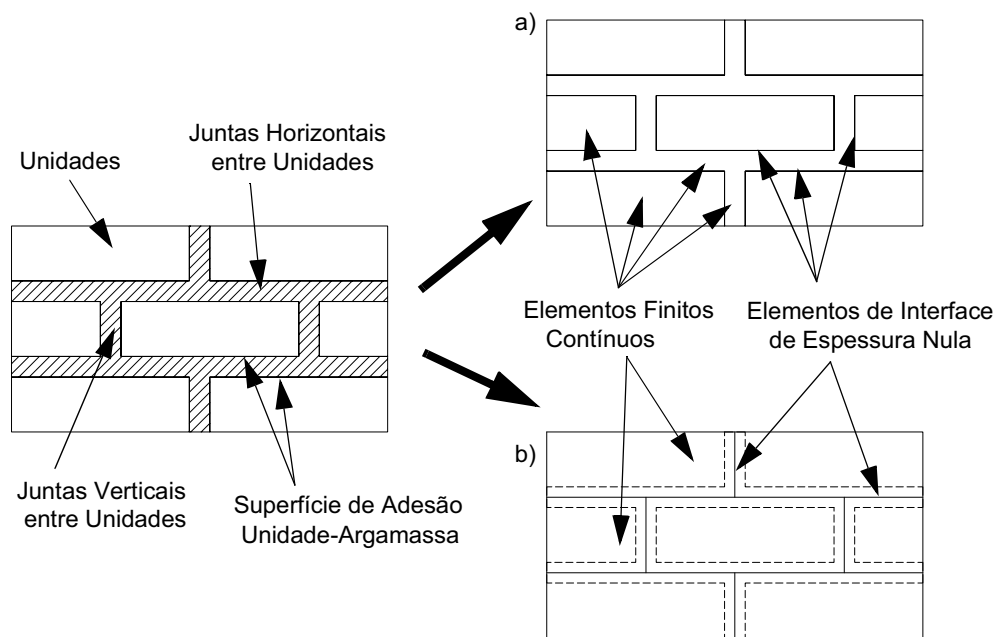 a)
Juntas Horizontais
entre Unidades
Unidades
Elementos Finitos
Contínuos
Elementos de Interface
de Espessura Nula
b)
Juntas Verticais
entre Unidades
Superfície de Adesão
Unidade-Argamassa